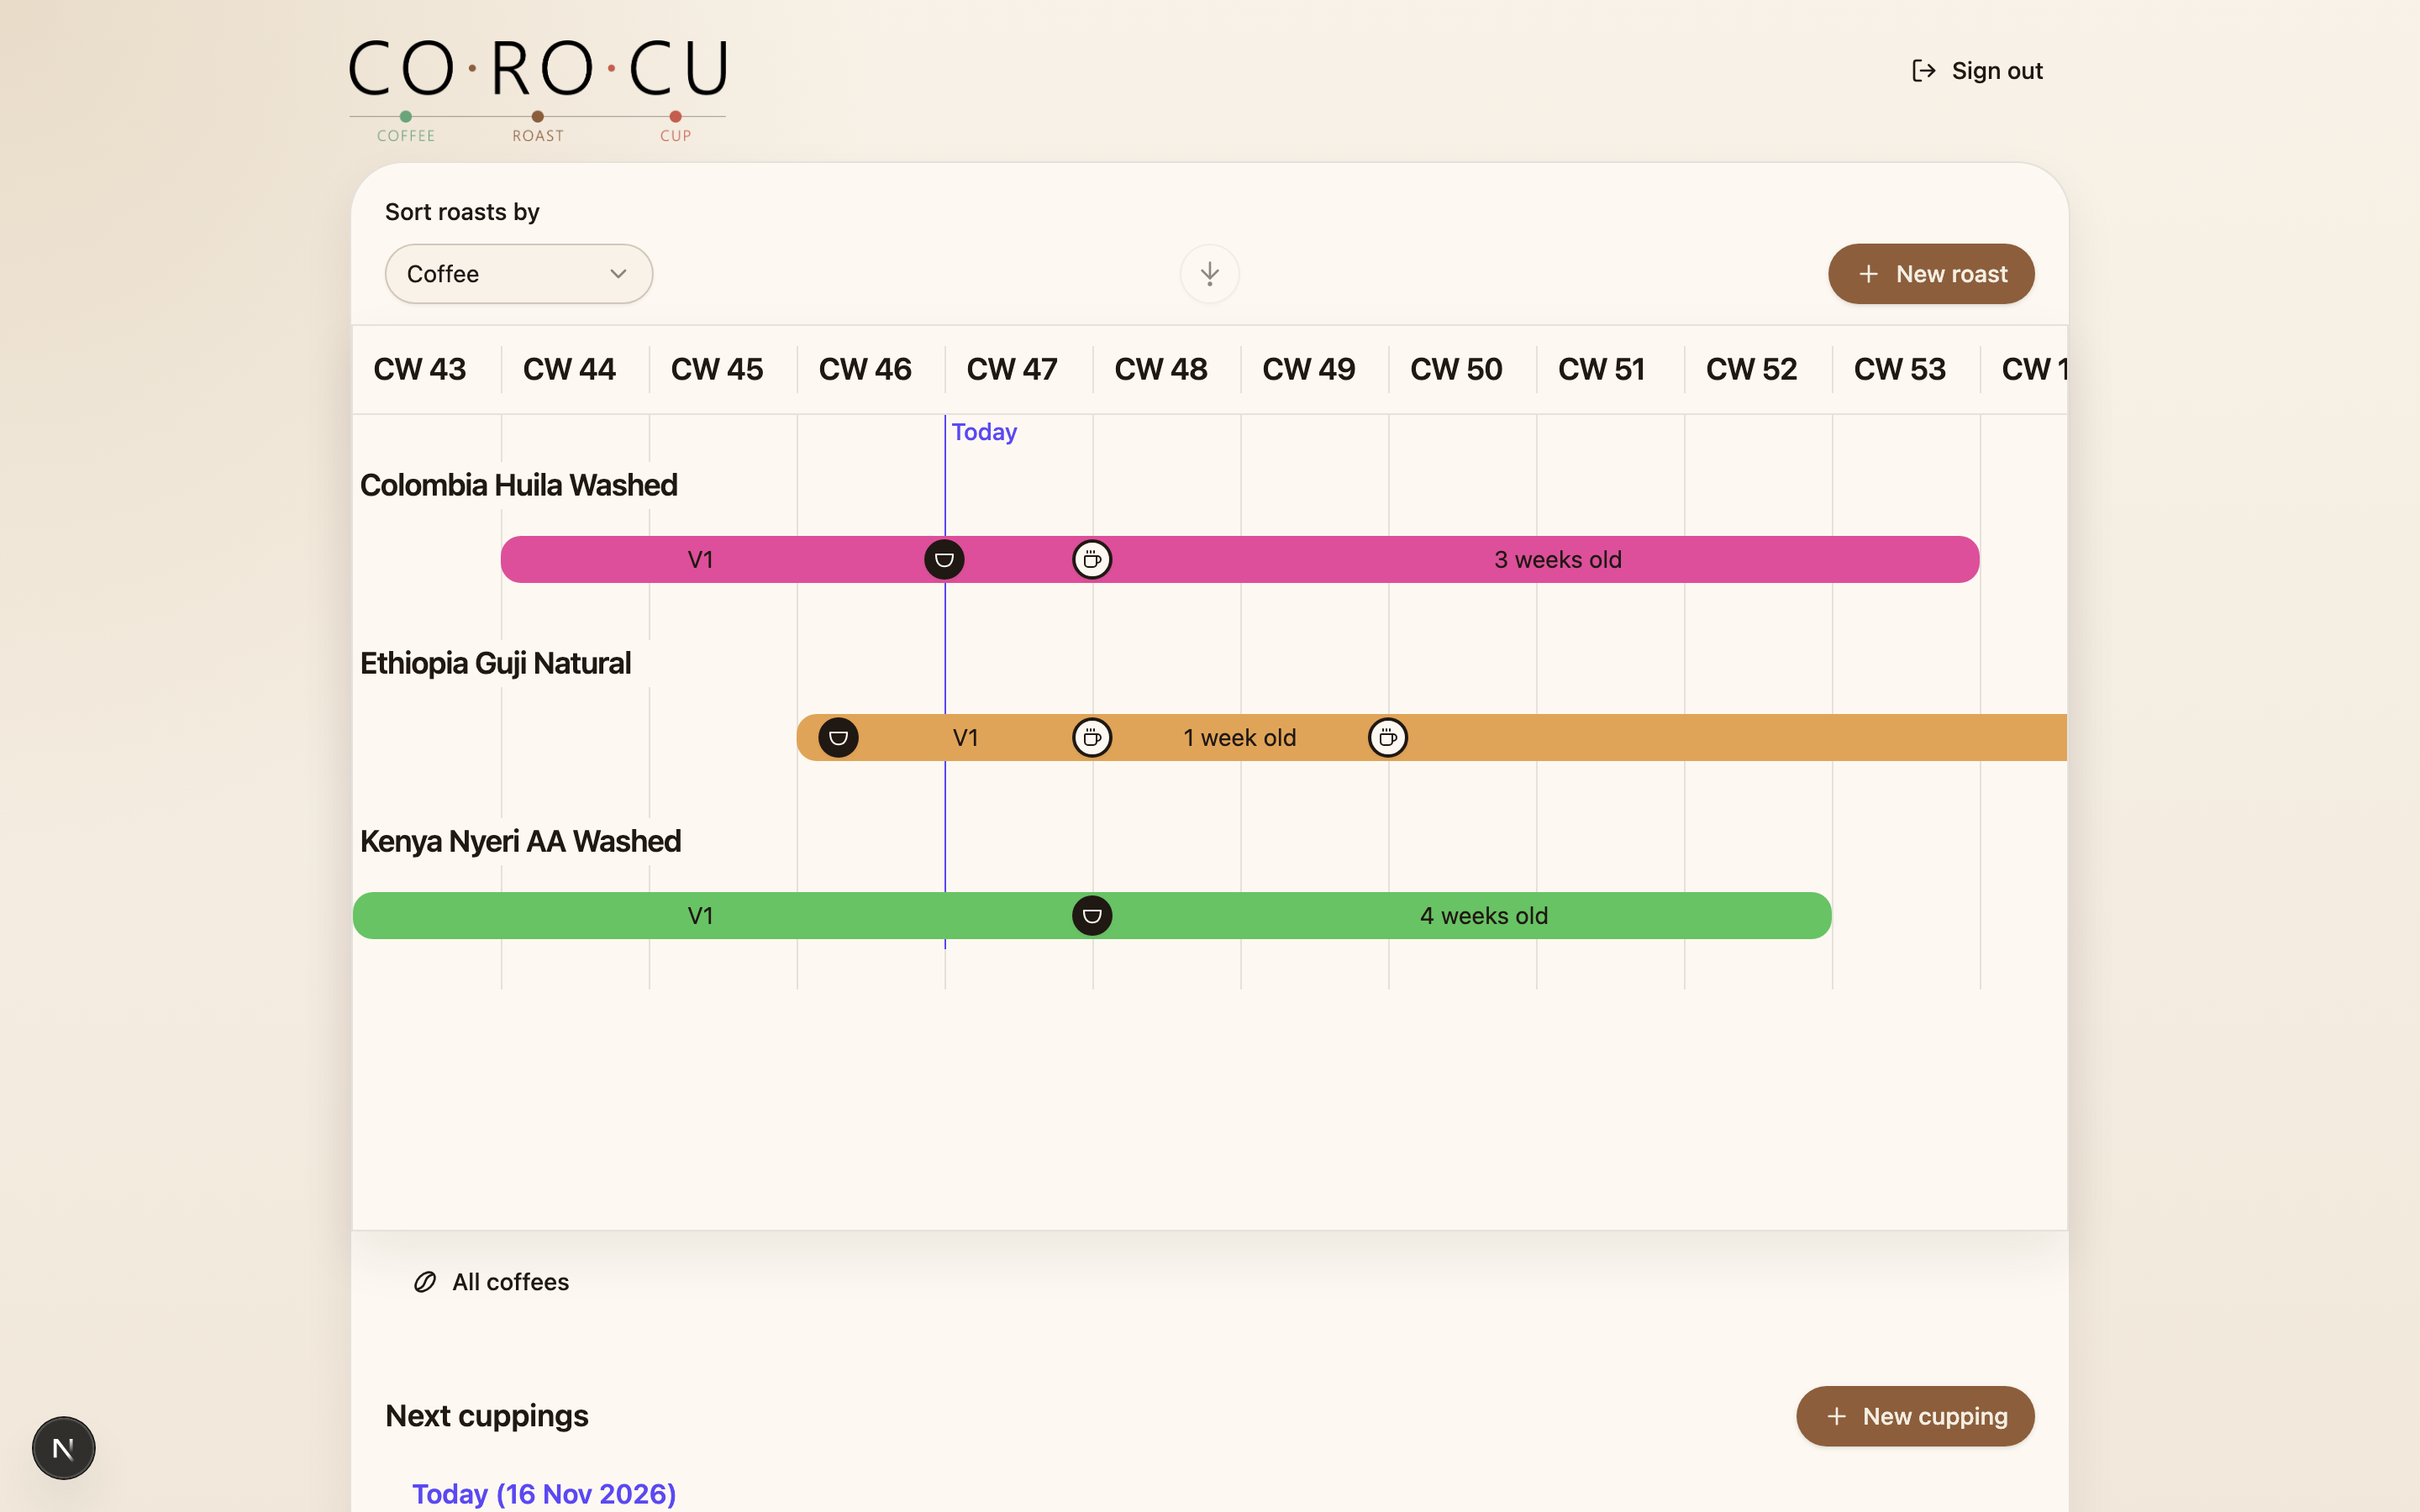 CO·RO·CU
COFFEE ROAST CUP
Sign out
Sort roasts by
Coffee
New roast
CW 43 CW 44 CW 45 CW 46 CW 47 CW 48 CW 49 CW 50 CW 51 CW 52 CW 53 CW 1
Today
Colombia Huila Washed
V1 3 weeks old
Ethiopia Guji Natural
V1 1 week old
Kenya Nyeri AA Washed
V1 4 weeks old
All coffees
Next cuppings
New cupping
N
Today (16 Nov 2026)